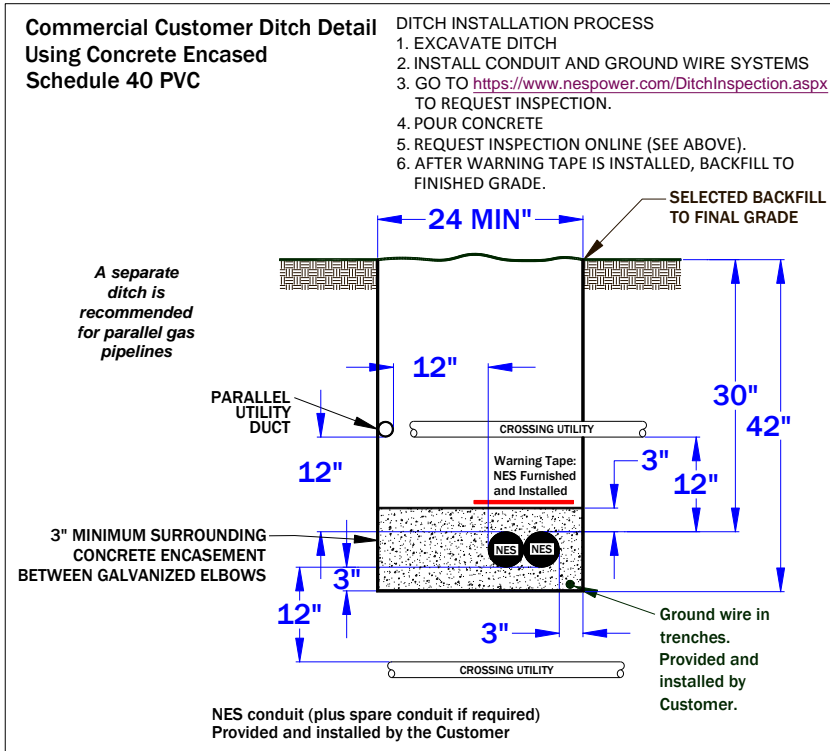 Commercial Customer Ditch Detail
Using Concrete Encased
Schedule 40 PVC
DITCH INSTALLATION PROCESS
1. EXCAVATE DITCH
2. INSTALL CONDUIT AND GROUND WIRE SYSTEMS
3. GO TO https://www.nespower.com/DitchInspection.aspx
TO REQUEST INSPECTION.
4. POUR CONCRETE
5. REQUEST INSPECTION ONLINE (SEE ABOVE).
6. AFTER WARNING TAPE IS INSTALLED, BACKFILL TO
FINISHED GRADE.
SELECTED BACKFILL
TO FINAL GRADE
24 MIN"
A separate
ditch is
recommended
for parallel gas
pipelines
12"
30"
42"
PARALLEL
UTILITY
DUCT
CROSSING UTILITY
12"
Warning Tape:
NES Furnished
and Installed
3"
12"
3" MINIMUM SURROUNDING
CONCRETE ENCASEMENT
BETWEEN GALVANIZED ELBOWS
NES NES
3"
12"
3"
Ground wire in
trenches.
Provided and
installed by
Customer.
CROSSING UTILITY
NES conduit (plus spare conduit if required)
Provided and installed by the Customer